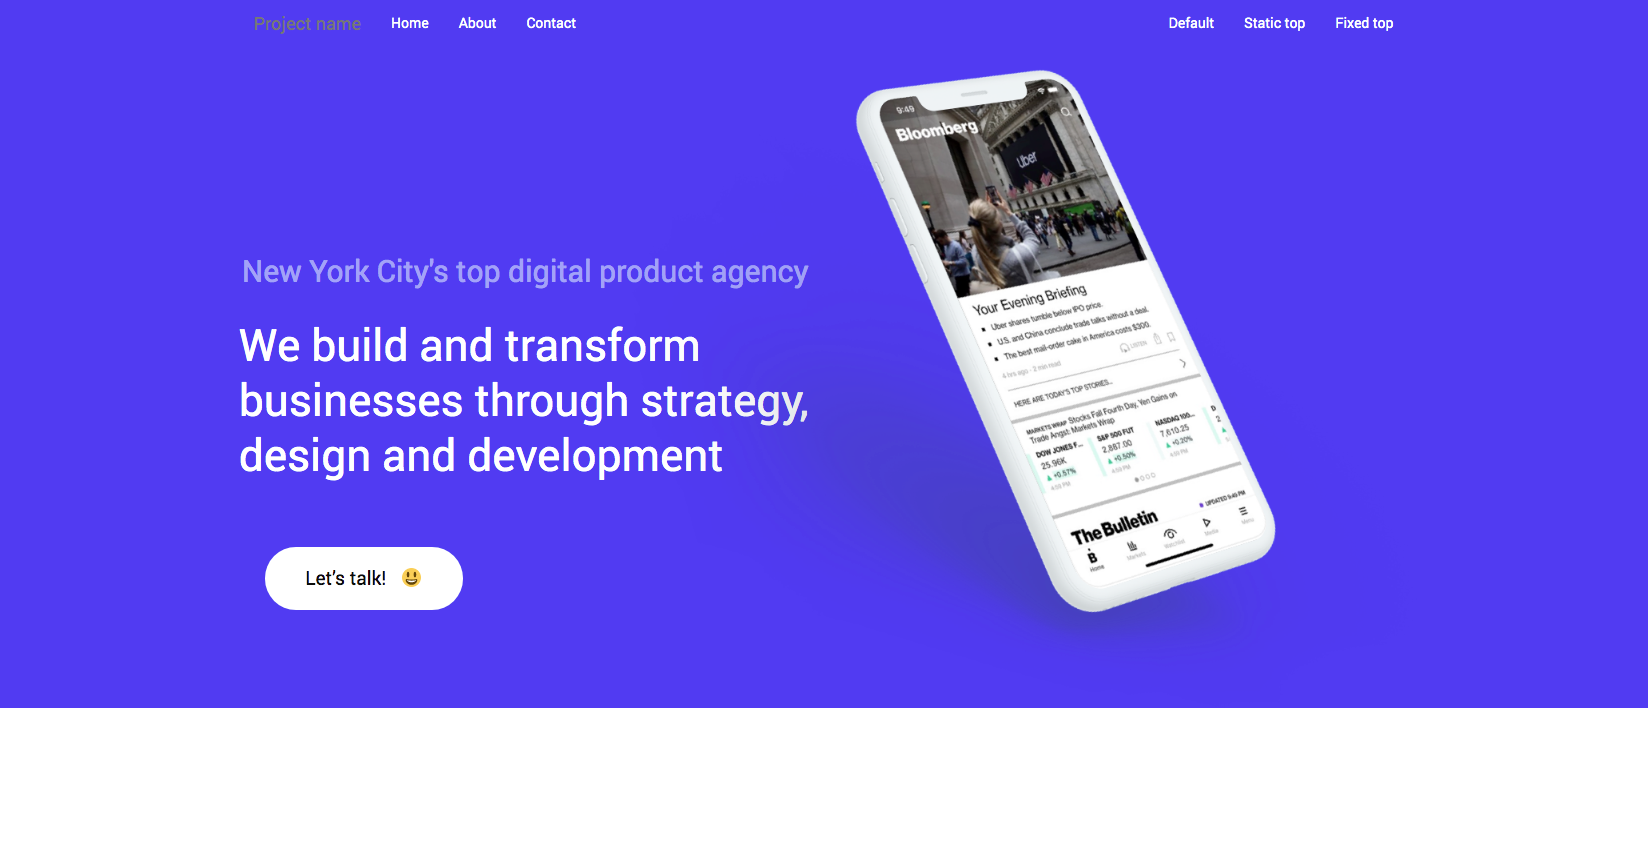 Project name
Home
About
Contact
Default
Static top
Fixed top
New York City's top digital product agency
We build and transform
businesses through strategy,
design and development
Let's talk!
9:49
Bloomberg
Uber
Your Evening Briefing
Uber shares tumble below IPO price.
U.S. and China conclude trade talks without a deal.
The best mail-order cake in America costs $300.
4 hrs ago - 2 min read
LISTEN
HERE ARE TODAY'S TOP STORIES...
MARKETS WRAP Stocks Fall Fourth Day, Yen Gains on
Trade Angst: Markets Wrap
DOW JONES F...
25.96K
+0.57%
4:59 PM
S&P 500 FUT
2,887.00
+0.50%
4:59 PM
NASDAQ 100...
7,610.25
+0.20%
4:59 PM
D
2
The Bulletin
UPDATED 9:45 PM
Home
Markets
Watchlist
Media
Menu